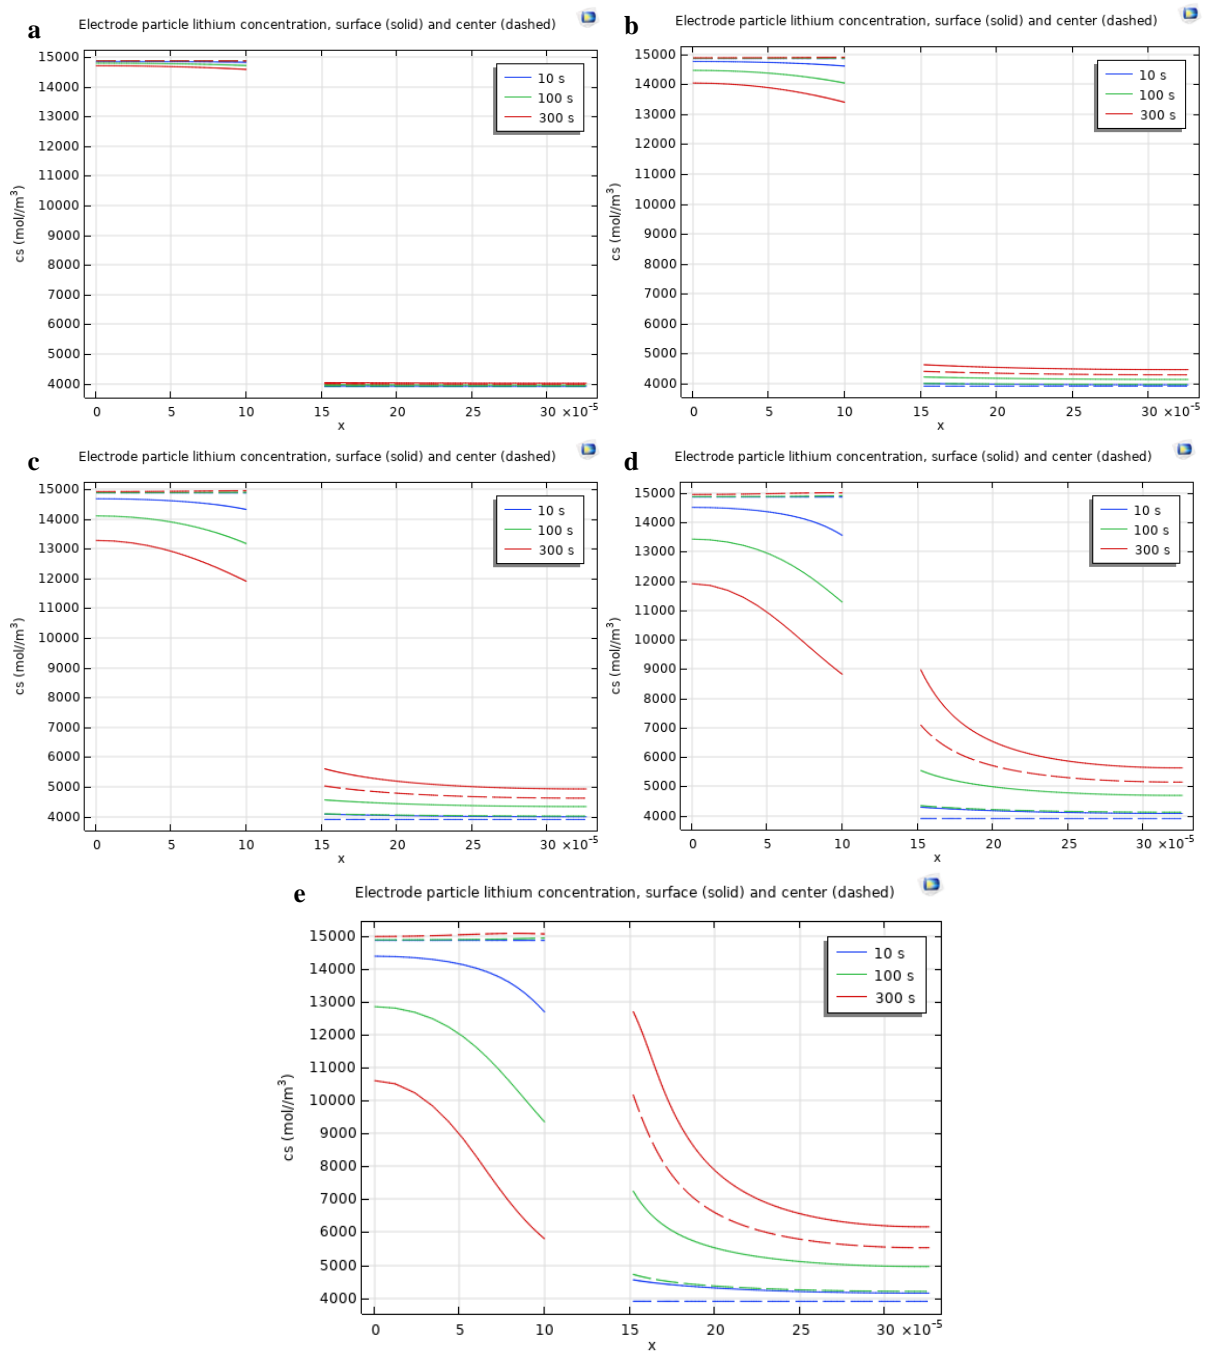 a
Electrode particle lithium concentration, surface (solid) and center (dashed)
15000
14000
13000
12000
11000
10000
9000
8000
7000
6000
5000
4000
cs (mol//m³)
10 s
100 s
300 s
0 5 10 15 20 25 30 ×10⁻⁵
x
b
Electrode particle lithium concentration, surface (solid) and center (dashed)
15000
14000
13000
12000
11000
10000
9000
8000
7000
6000
5000
4000
cs (mol//m³)
10 s
100 s
300 s
0 5 10 15 20 25 30 ×10⁻⁵
x
c
Electrode particle lithium concentration, surface (solid) and center (dashed)
15000
14000
13000
12000
11000
10000
9000
8000
7000
6000
5000
4000
cs (mol//m³)
10 s
100 s
300 s
0 5 10 15 20 25 30 ×10⁻⁵
x
d
Electrode particle lithium concentration, surface (solid) and center (dashed)
15000
14000
13000
12000
11000
10000
9000
8000
7000
6000
5000
4000
cs (mol//m³)
10 s
100 s
300 s
0 5 10 15 20 25 30 ×10⁻⁵
x
e
Electrode particle lithium concentration, surface (solid) and center (dashed)
15000
14000
13000
12000
11000
10000
9000
8000
7000
6000
5000
4000
cs (mol//m³)
10 s
100 s
300 s
0 5 10 15 20 25 30 ×10⁻⁵
x